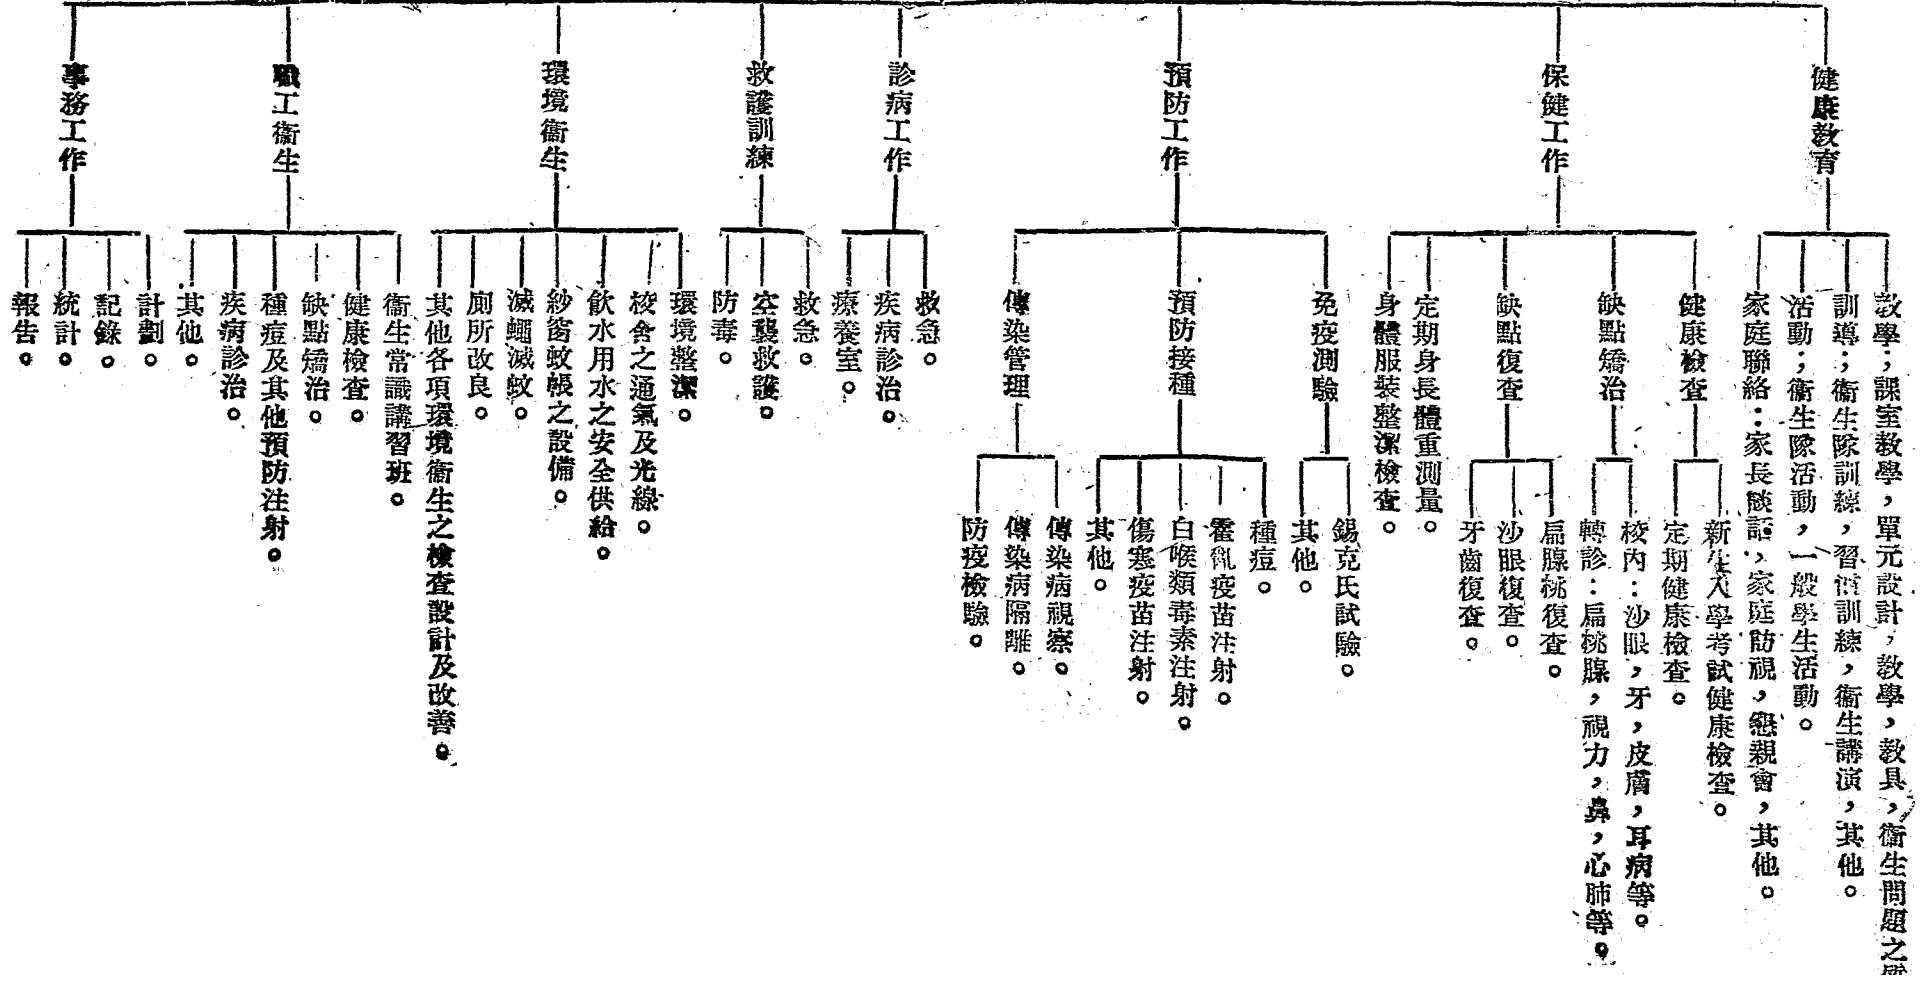 健康教育
教學；課室教學，單元設計，教學，教具，衞生問題之
訓導；衞生隊訓練，習慣訓練，衞生講演，其他。
活動；衞生隊活動，一般學生活動。
家庭聯絡：家長談話，家庭訪視，懇親會，其他。
保健工作
健康檢查
新生入學考試健康檢查。
定期健康檢查。
缺點矯治
校內：沙眼，牙，皮膚，耳病等。
轉診：扁桃腺，視力，鼻，心肺等。
缺點復查
扁腺桃復查。
沙眼復查。
牙齒復查。
定期身長體重測量。
身體服裝整潔檢查。
預防工作
免疫測驗
錫克氏試驗。
其他。
預防接種
種痘。
霍亂疫苗注射。
白喉類毒素注射。
傷寒疫苗注射。
其他。
傳染管理
傳染病視察。
傳染病隔離。
防疫檢驗。
診病工作
救急。
疾病診治。
療養室。
救護訓練
救急。
空襲救護。
防毒。
環境衞生
環境整潔。
校舍之通氣及光線。
飲水用水之安全供給。
紗窗蚊帳之設備。
滅蠅滅蚊。
厠所改良。
其他各項環境衞生之檢查設計及改善。
職工衞生
衞生常識講習班。
健康檢查。
缺點矯治。
種痘及其他預防注射。
疾病診治。
其他。
事務工作
計劃。
記錄。
統計。
報告。